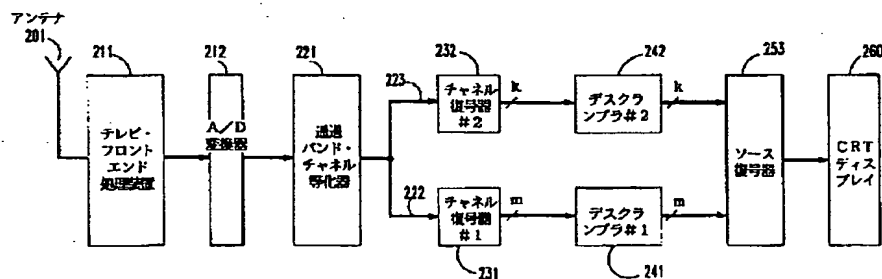 アンテナ
201
211
テレビ・
フロント
エンド
処理装置
212
A/D
変換器
221
通過
バンド・
チャネル
等化器
223
222
232
チャネル
復号器
#2
k
242
デスクラ
ンブラ#2
k
チャネル
復号器
#1
231
m
デスクラ
ンブラ#1
241
m
253
ソース
復号器
260
CRT
ディス
プレイ